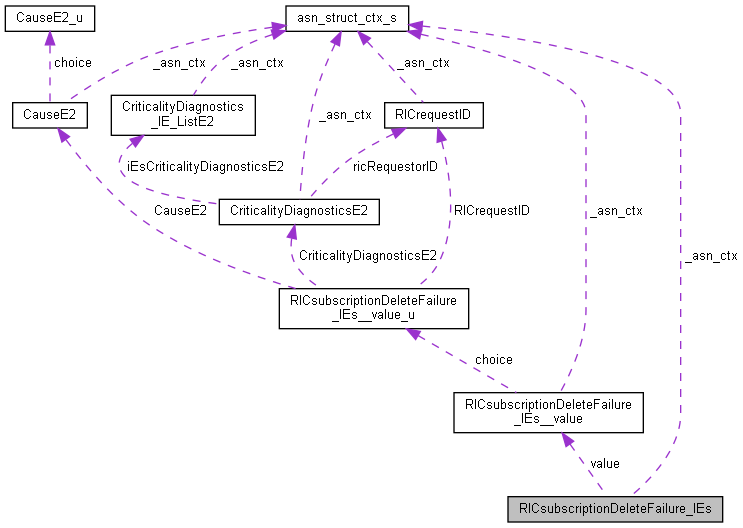 CauseE2_u
asn_struct_ctx_s
choice
_asn_ctx
_asn_ctx
_asn_ctx
CauseE2
CriticalityDiagnostics
_IE_ListE2
RICrequestID
_asn_ctx
iEsCriticalityDiagnosticsE2
ricRequestorID
CauseE2
CriticalityDiagnosticsE2
RICrequestID
_asn_ctx
CriticalityDiagnosticsE2
_asn_ctx
RICsubscriptionDeleteFailure
_IEs__value_u
choice
RICsubscriptionDeleteFailure
_IEs__value
value
RICsubscriptionDeleteFailure_IEs